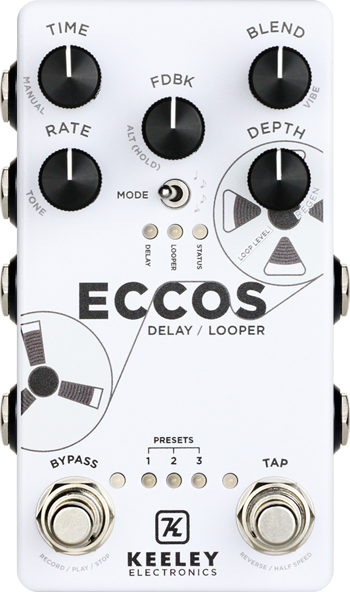 TIME
BLEND
FDBK
MANUAL
VIBE
ALT (HOLD)
RATE
DEPTH
TONE
MODE
LOOP LEVEL
REGEN
DELAY
LOOPER
STATUS
ECCOS
DELAY / LOOPER
PRESETS
BYPASS
1 2 3
TAP
RECORD / PLAY / STOP
REVERSE / HALF SPEED
K
KEELEY
ELECTRONICS